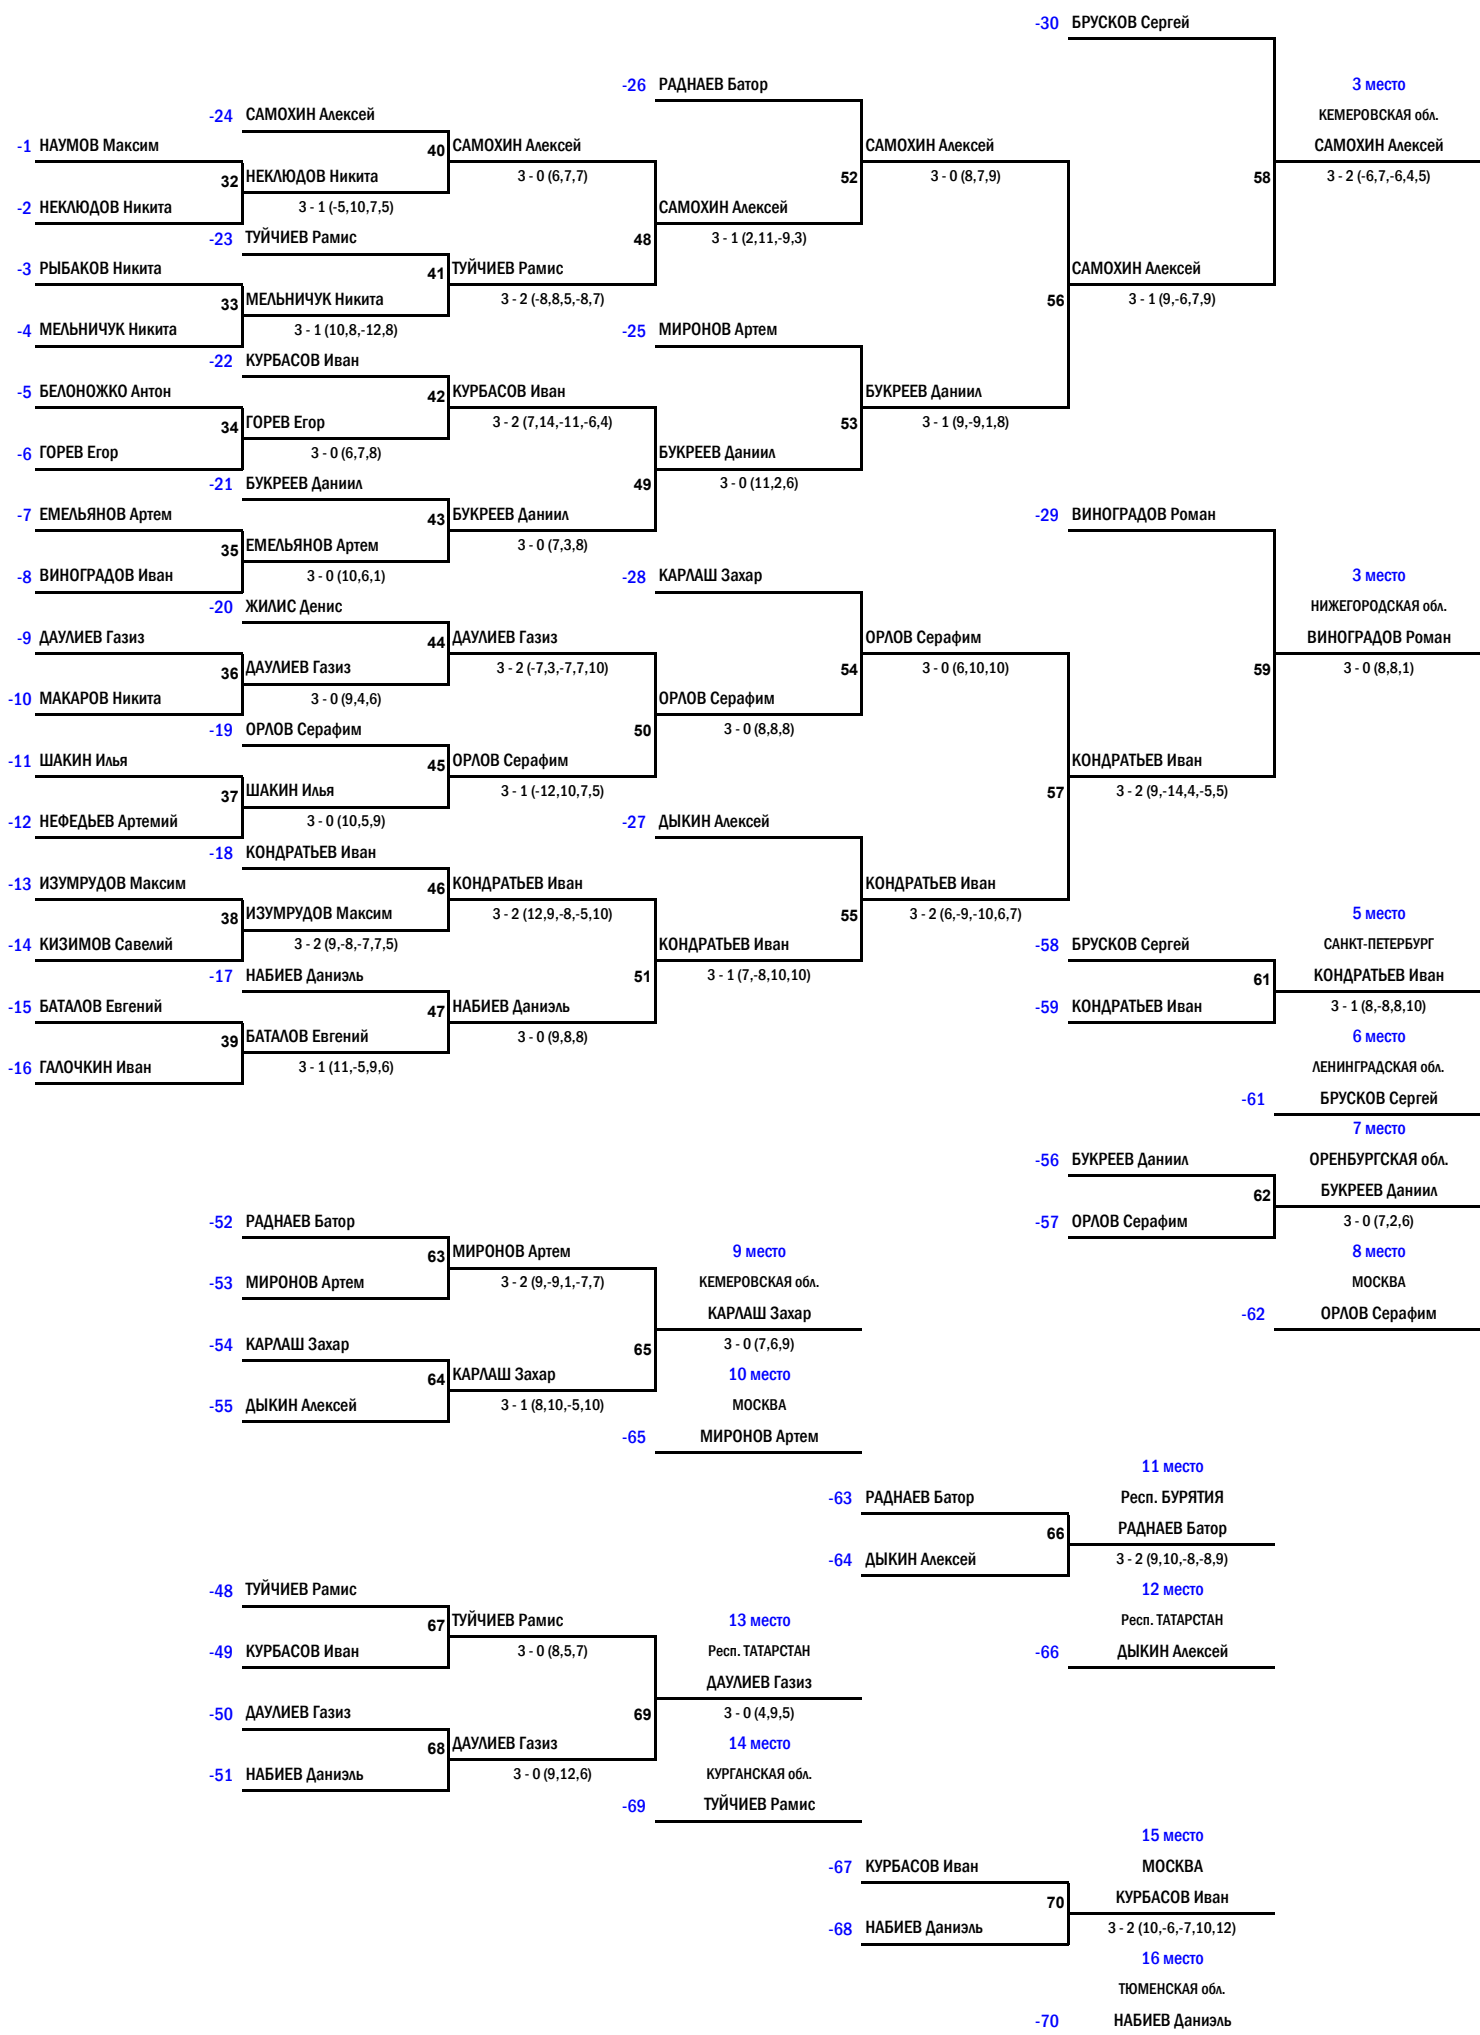 -30 БРУСКОВ Сергей
-26 РАДНАЕВ Батор
3 место
-24 САМОХИН Алексей
КЕМЕРОВСКАЯ обл.
-1 НАУМОВ Максим
40 САМОХИН Алексей
САМОХИН Алексей
САМОХИН Алексей
32 НЕКЛЮДОВ Никита
3 - 0 (6,7,7)
52
3 - 0 (8,7,9)
58
3 - 2 (-6,7,-6,4,5)
-2 НЕКЛЮДОВ Никита
3 - 1 (-5,10,7,5)
САМОХИН Алексей
-23 ТУЙЧИЕВ Рамис
48
3 - 1 (2,11,-9,3)
-3 РЫБАКОВ Никита
41 ТУЙЧИЕВ Рамис
САМОХИН Алексей
33 МЕЛЬНИЧУК Никита
3 - 2 (-8,8,5,-8,7)
56
3 - 1 (9,-6,7,9)
-4 МЕЛЬНИЧУК Никита
3 - 1 (10,8,-12,8)
-25 МИРОНОВ Артем
-22 КУРБАСОВ Иван
-5 БЕЛОНОЖКО Антон
42 КУРБАСОВ Иван
БУКРЕЕВ Даниил
34 ГОРЕВ Егор
3 - 2 (7,14,-11,-6,4)
53
3 - 1 (9,-9,1,8)
-6 ГОРЕВ Егор
3 - 0 (6,7,8)
БУКРЕЕВ Даниил
-21 БУКРЕЕВ Даниил
49
3 - 0 (11,2,6)
-7 ЕМЕЛЬЯНОВ Артем
43 БУКРЕЕВ Даниил
-29 ВИНОГРАДОВ Роман
35 ЕМЕЛЬЯНОВ Артем
3 - 0 (7,3,8)
-8 ВИНОГРАДОВ Иван
3 - 0 (10,6,1)
-28 КАРЛАШ Захар
3 место
-20 ЖИЛИС Денис
НИЖЕГОРОДСКАЯ обл.
-9 ДАУЛИЕВ Газиз
44 ДАУЛИЕВ Газиз
ОРЛОВ Серафим
ВИНОГРАДОВ Роман
36 ДАУЛИЕВ Газиз
3 - 2 (-7,3,-7,7,10)
54
3 - 0 (6,10,10)
59
3 - 0 (8,8,1)
-10 МАКАРОВ Никита
3 - 0 (9,4,6)
ОРЛОВ Серафим
-19 ОРЛОВ Серафим
50
3 - 0 (8,8,8)
-11 ШАКИН Илья
45 ОРЛОВ Серафим
КОНДРАТЬЕВ Иван
37 ШАКИН Илья
3 - 1 (-12,10,7,5)
57
3 - 2 (9,-14,4,-5,5)
-12 НЕФЕДЬЕВ Артемий
3 - 0 (10,5,9)
-27 ДЫКИН Алексей
-18 КОНДРАТЬЕВ Иван
-13 ИЗУМРУДОВ Максим
46 КОНДРАТЬЕВ Иван
КОНДРАТЬЕВ Иван
38 ИЗУМРУДОВ Максим
3 - 2 (12,9,-8,-5,10)
55
3 - 2 (6,-9,-10,6,7)
5 место
-14 КИЗИМОВ Савелий
3 - 2 (9,-8,-7,7,5)
КОНДРАТЬЕВ Иван
-58 БРУСКОВ Сергей
САНКТ-ПЕТЕРБУРГ
-17 НАБИЕВ Даниэль
51
3 - 1 (7,-8,10,10)
61
КОНДРАТЬЕВ Иван
-15 БАТАЛОВ Евгений
47 НАБИЕВ Даниэль
-59 КОНДРАТЬЕВ Иван
3 - 1 (8,-8,8,10)
39 БАТАЛОВ Евгений
3 - 0 (9,8,8)
6 место
-16 ГАЛОЧКИН Иван
3 - 1 (11,-5,9,6)
ЛЕНИНГРАДСКАЯ обл.
-61 БРУСКОВ Сергей
7 место
-56 БУКРЕЕВ Даниил
ОРЕНБУРГСКАЯ обл.
62
БУКРЕЕВ Даниил
-52 РАДНАЕВ Батор
-57 ОРЛОВ Серафим
3 - 0 (7,2,6)
63 МИРОНОВ Артем
9 место
8 место
-53 МИРОНОВ Артем
3 - 2 (9,-9,1,-7,7)
КЕМЕРОВСКАЯ обл.
МОСКВА
КАРЛАШ Захар
-62 ОРЛОВ Серафим
-54 КАРЛАШ Захар
65
3 - 0 (7,6,9)
64 КАРЛАШ Захар
10 место
-55 ДЫКИН Алексей
3 - 1 (8,10,-5,10)
МОСКВА
-65 МИРОНОВ Артем
11 место
-63 РАДНАЕВ Батор
Респ. БУРЯТИЯ
66
РАДНАЕВ Батор
-64 ДЫКИН Алексей
3 - 2 (9,10,-8,-8,9)
-48 ТУЙЧИЕВ Рамис
12 место
67 ТУЙЧИЕВ Рамис
13 место
Респ. ТАТАРСТАН
-49 КУРБАСОВ Иван
3 - 0 (8,5,7)
Респ. ТАТАРСТАН
-66 ДЫКИН Алексей
ДАУЛИЕВ Газиз
-50 ДАУЛИЕВ Газиз
69
3 - 0 (4,9,5)
68 ДАУЛИЕВ Газиз
14 место
-51 НАБИЕВ Даниэль
3 - 0 (9,12,6)
КУРГАНСКАЯ обл.
-69 ТУЙЧИЕВ Рамис
15 место
-67 КУРБАСОВ Иван
МОСКВА
70
КУРБАСОВ Иван
-68 НАБИЕВ Даниэль
3 - 2 (10,-6,-7,10,12)
16 место
ТЮМЕНСКАЯ обл.
-70 НАБИЕВ Даниэль